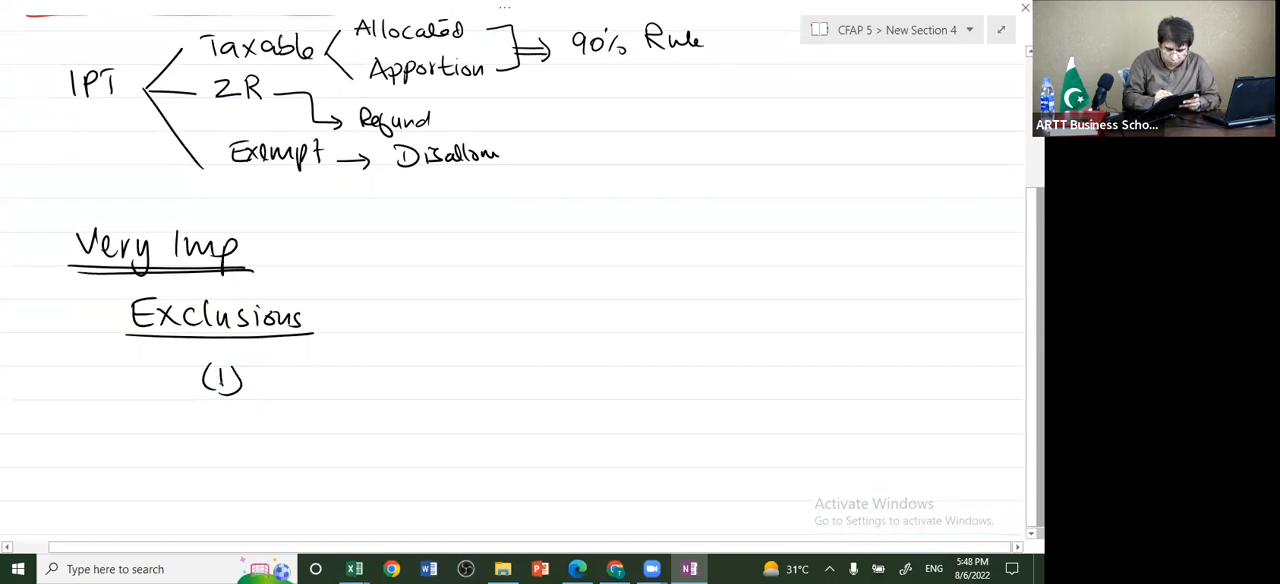 Taxable Allocated
Apportion
90% Rule
IPT
ZR
Refund
Exempt → Disallow
Very Imp
Exclusions
(1)
CFAP 5 > New Section 4
ARTT Business Scho...
Activate Windows
Go to Settings to activate Windows.
Type here to search
31°C
ENG
5:48 PM
8/6/2022